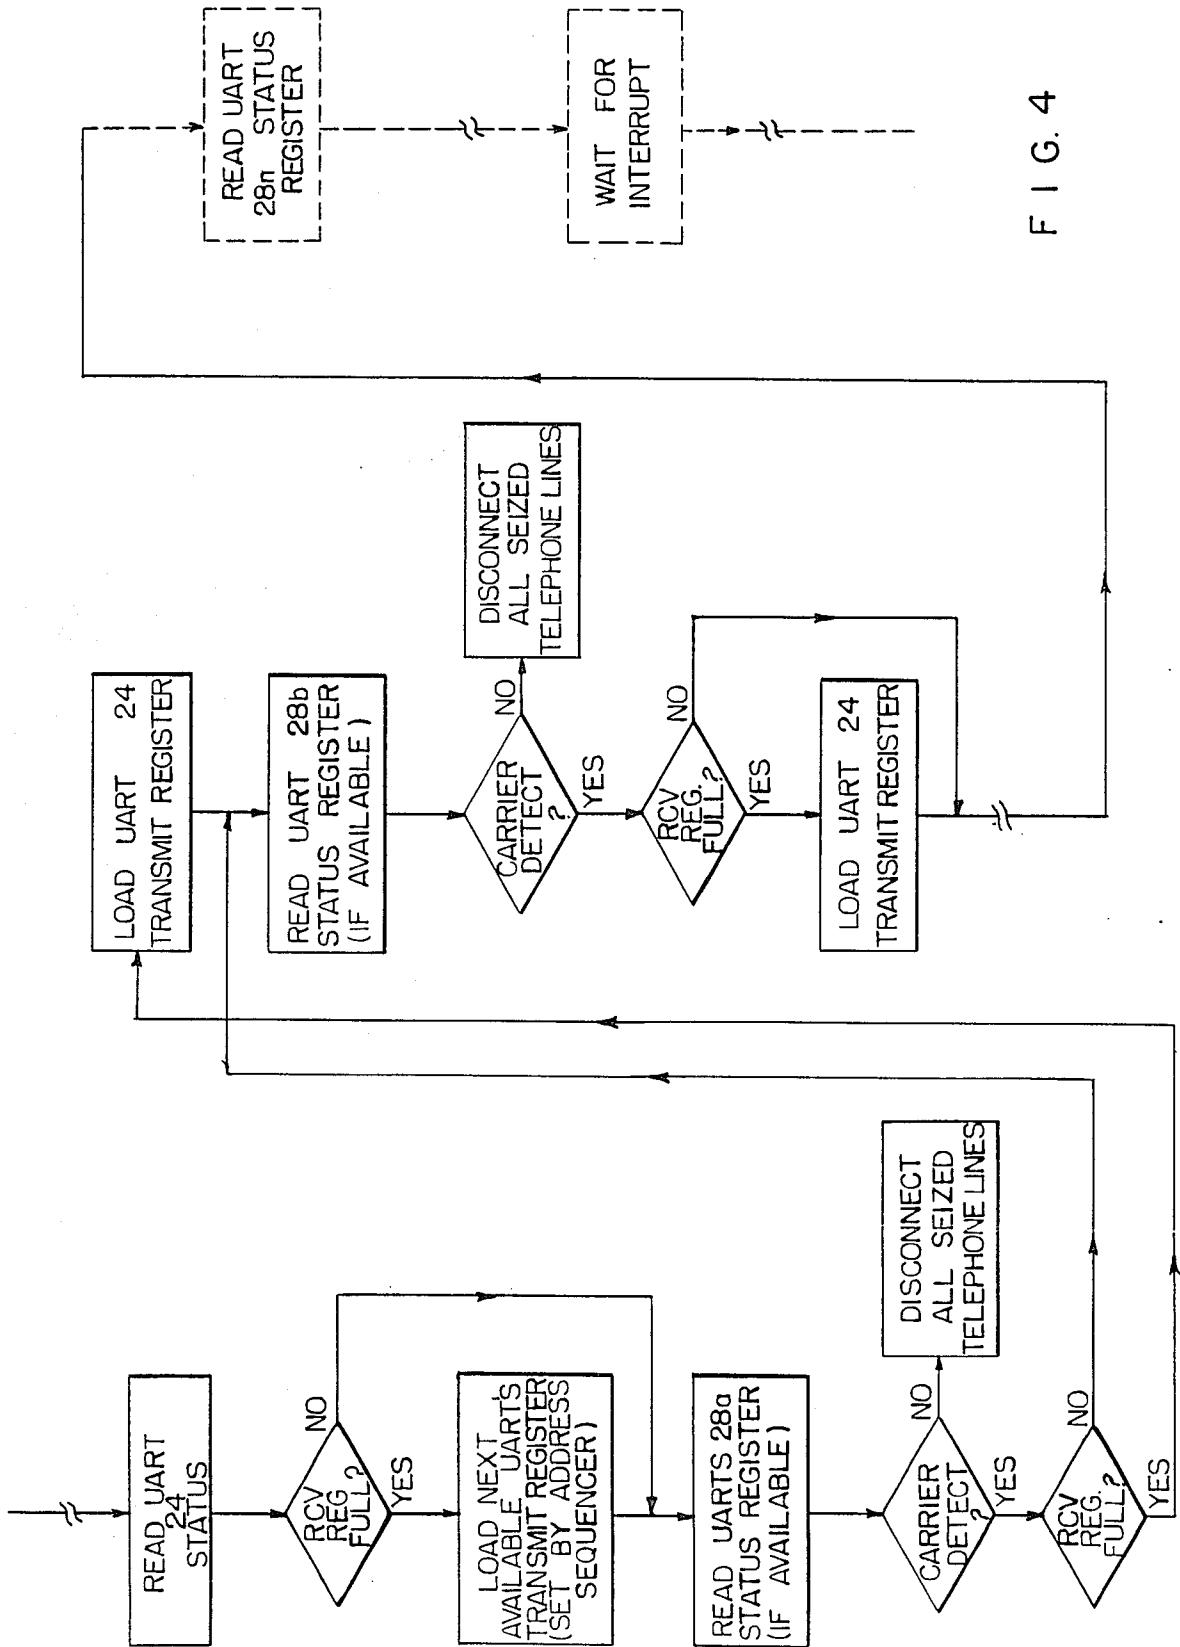 READ UART
24
STATUS
RCV
REG
FULL?
NO
YES
LOAD NEXT
AVAILABLE UART'S
TRANSMIT REGISTER
(SET BY ADDRESS
SEQUENCER)
READ UARTS 28a
STATUS REGISTER
(IF AVAILABLE)
CARRIER
DETECT
?
NO
YES
DISCONNECT
ALL SEIZED
TELEPHONE LINES
RCV
REG.
FULL?
NO
YES
LOAD UART 24
TRANSMIT REGISTER
READ UART 28b
STATUS REGISTER
(IF AVAILABLE)
CARRIER
DETECT
?
NO
YES
DISCONNECT
ALL SEIZED
TELEPHONE LINES
RCV
REG.
FULL?
NO
YES
LOAD UART 24
TRANSMIT REGISTER
READ UART
28n STATUS
REGISTER
WAIT FOR
INTERRUPT
FIG. 4